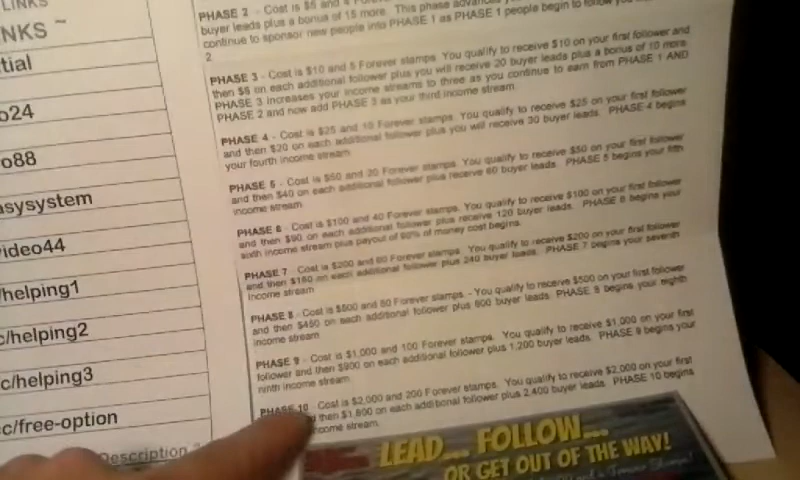 LINKS
NKS ~
tial
o24
o88
asysystem
video44
/helping1
c/helping2
c/helping3
cc/free-option
Description
PHASE 2 - Cost is $5 and 4
buyer leads plus a bonus of 15 more. This phase advances
continue to sponsor new people into PHASE 1 as PHASE 1 people begin to follow you
2
PHASE 3 - Cost is $10 and 5 Forever stamps. You qualify to receive $10 on your first follower and
then $8 on each additional follower plus you will receive 20 buyer leads plus a bonus of 10 more.
PHASE 3 increases your income streams to three as you continue to earn from PHASE 1 AND
PHASE 2 and now add PHASE 3 as your third income stream.
PHASE 4 - Cost is $25 and 10 Forever stamps. You qualify to receive $25 on your first follower
and then $20 on each additional follower plus you will receive 30 buyer leads. PHASE 4 begins
your fourth income stream.
PHASE 5 - Cost is $50 and 20 Forever stamps. You qualify to receive $50 on your first follower
and then $40 on each additional follower plus receive 60 buyer leads. PHASE 5 begins your fifth
income stream.
PHASE 6 - Cost is $100 and 40 Forever stamps. You qualify to receive $100 on your first follower
and then $90 on each additional follower plus receive 120 buyer leads. PHASE 6 begins your
sixth income stream plus payout of 90% of money cost begins.
PHASE 7 - Cost is $200 and 60 Forever stamps. You qualify to receive $200 on your first follower
and then $180 on each additional follower plus 240 buyer leads. PHASE 7 begins your seventh
income stream.
PHASE 8 - Cost is $500 and 80 Forever stamps. - You qualify to receive $500 on your first follower
and then $450 on each additional follower plus 600 buyer leads. PHASE 8 begins your eighth
income stream.
PHASE 9 - Cost is $1,000 and 100 Forever stamps. You qualify to receive $1,000 on your first
follower and then $900 on each additional follower plus 1,200 buyer leads. PHASE 9 begins your
ninth income stream.
PHASE 10 - Cost is $2,000 and 200 Forever stamps. You qualify to receive $2,000 on your first
then $1,800 on each additional follower plus 2,400 buyer leads. PHASE 10 begins
income stream.
LEAD... FOLLOW...
OR GET OUT OF THE WAY!